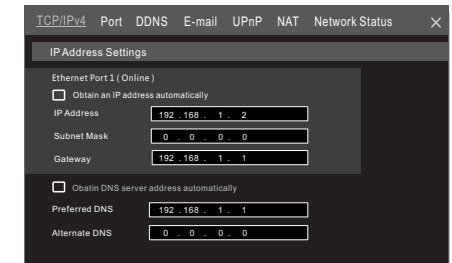 TCP/IPv4 Port DDNS E-mail UPnP NAT Network Status ×
IP Address Settings
Ethernet Port 1 ( Online )
Obtain an IP address automatically
IP Address 192 . 168 . 1 . 2
Subnet Mask 0 . 0 . 0 . 0
Gateway 192 . 168 . 1 . 1
Obatin DNS server address automaticlly
Preferred DNS 192 . 168 . 1 . 1
Alternate DNS 0 . 0 . 0 . 0